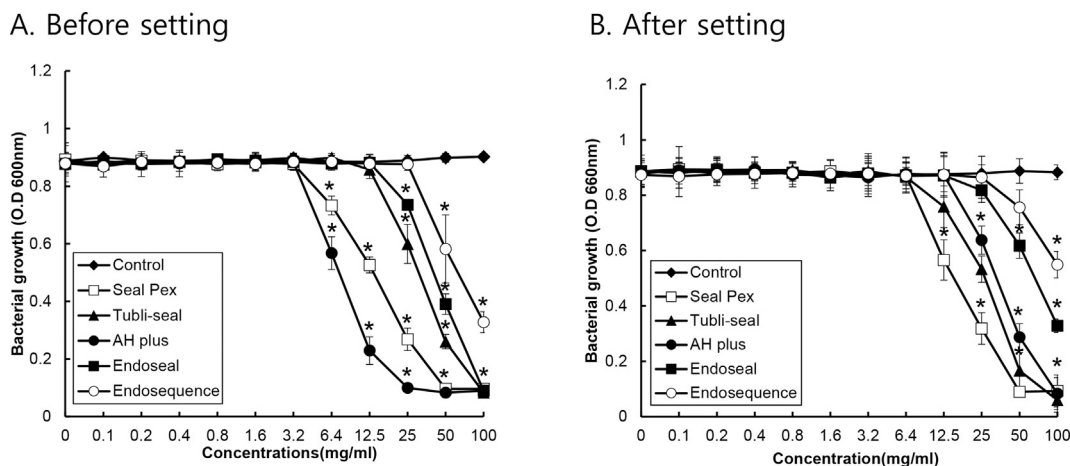 A. Before setting
1.2
1
0.8
0.6
0.4
0.2
0
Bacterial growth (O.D 600nm)
* * * * * * * * * * * *
Control
Seal Pex
Tubli-seal
AH plus
Endoseal
Endosequence
0 0.1 0.2 0.4 0.8 1.6 3.2 6.4 12.5 25 50 100
Concentrations(mg/ml)
B. After setting
1.2
1
0.8
0.6
0.4
0.2
0
Bacterial growth (O.D 660nm)
* * * * * * * * * *
Control
Seal Pex
Tubli-seal
AH plus
Endoseal
Endosequence
0 0.1 0.2 0.4 0.8 1.6 3.2 6.4 12.5 25 50 100
Concentration(mg/ml)